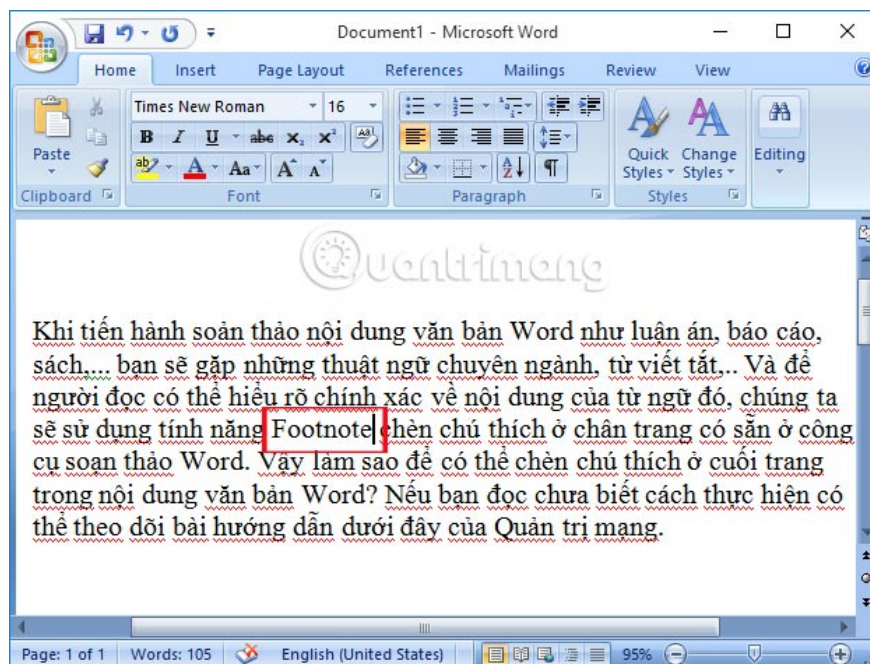 Document1 - Microsoft Word
Home Insert Page Layout References Mailings Review View
Times New Roman 16
Paste B I U abc X₂ X² Aa
ab A Aa A A
Quick Styles Change Styles Editing
Clipboard Font Paragraph Styles
Quantrimang
Khi tiến hành soản thảo nội dung văn bản Word như luận án, báo cáo,
sách,... bạn sẽ gặp những thuật ngữ chuyên ngành, từ viết tắt,.. Và để
người đọc có thể hiểu rõ chính xác về nội dung của từ ngữ đó, chúng ta
sẽ sử dụng tính năng Footnote chèn chú thích ở chân trang có sẵn ở công
cụ soạn thảo Word. Vậy làm sao để có thể chèn chú thích ở cuối trang
trong nội dung văn bản Word? Nếu bạn đọc chưa biết cách thực hiện có
thể theo dõi bài hướng dẫn dưới đây của Quản trị mạng.
Page: 1 of 1 Words: 105 English (United States) 95%